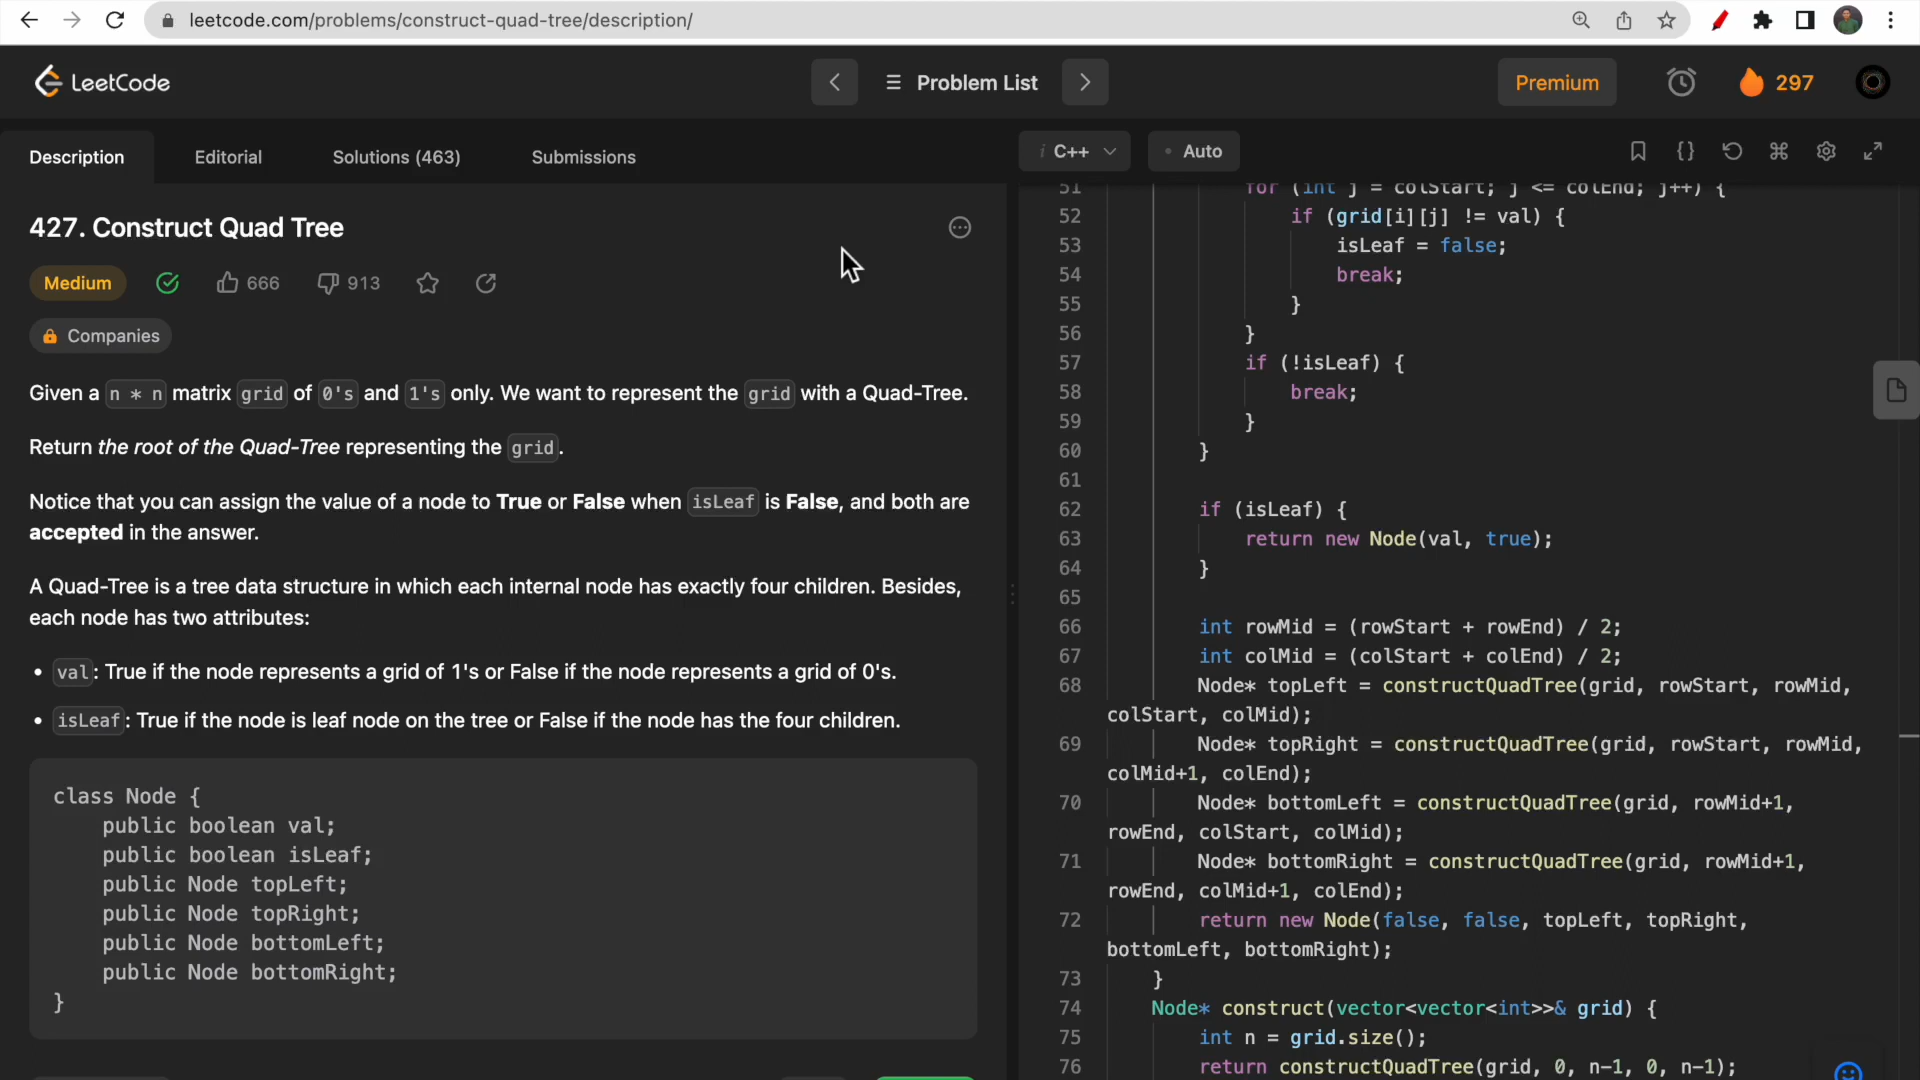 leetcode.com/problems/construct-quad-tree/description/
LeetCode
Problem List
Premium
297
Description
Editorial
Solutions (463)
Submissions
427. Construct Quad Tree
Medium
666
913
Companies
Given a n * n matrix grid of 0's and 1's only. We want to represent the grid with a Quad-Tree.
Return the root of the Quad-Tree representing the grid.
Notice that you can assign the value of a node to True or False when isLeaf is False, and both are
accepted in the answer.
A Quad-Tree is a tree data structure in which each internal node has exactly four children. Besides,
each node has two attributes:
• val: True if the node represents a grid of 1's or False if the node represents a grid of 0's.
• isLeaf: True if the node is leaf node on the tree or False if the node has the four children.
class Node {
public boolean val;
public boolean isLeaf;
public Node topLeft;
public Node topRight;
public Node bottomLeft;
public Node bottomRight;
}
i C++
• Auto
51 for (int j = colStart; j <= colEnd; j++) {
52 if (grid[i][j] != val) {
53 isLeaf = false;
54 break;
55 }
56 }
57 if (!isLeaf) {
58 break;
59 }
60 }
61
62 if (isLeaf) {
63 return new Node(val, true);
64 }
65
66 int rowMid = (rowStart + rowEnd) / 2;
67 int colMid = (colStart + colEnd) / 2;
68 Node* topLeft = constructQuadTree(grid, rowStart, rowMid,
colStart, colMid);
69 Node* topRight = constructQuadTree(grid, rowStart, rowMid,
colMid+1, colEnd);
70 Node* bottomLeft = constructQuadTree(grid, rowMid+1,
rowEnd, colStart, colMid);
71 Node* bottomRight = constructQuadTree(grid, rowMid+1,
rowEnd, colMid+1, colEnd);
72 return new Node(false, false, topLeft, topRight,
bottomLeft, bottomRight);
73 }
74 Node* construct(vector<vector<int>>& grid) {
75 int n = grid.size();
76 return constructQuadTree(grid, 0, n-1, 0, n-1);